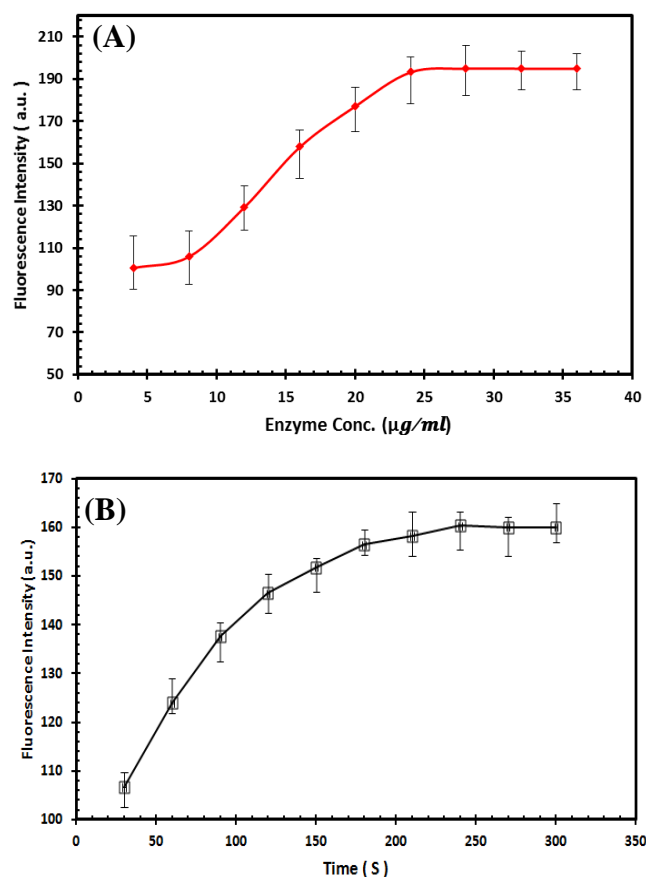 (A)
Fluorescence Intensity ( a.u.)
210
190
170
150
130
110
90
70
50
0 5 10 15 20 25 30 35 40
Enzyme Conc. (µg/ml)
(B)
Fluorescence Intensity (a.u.)
170
160
150
140
130
120
110
100
0 50 100 150 200 250 300 350
Time ( S )